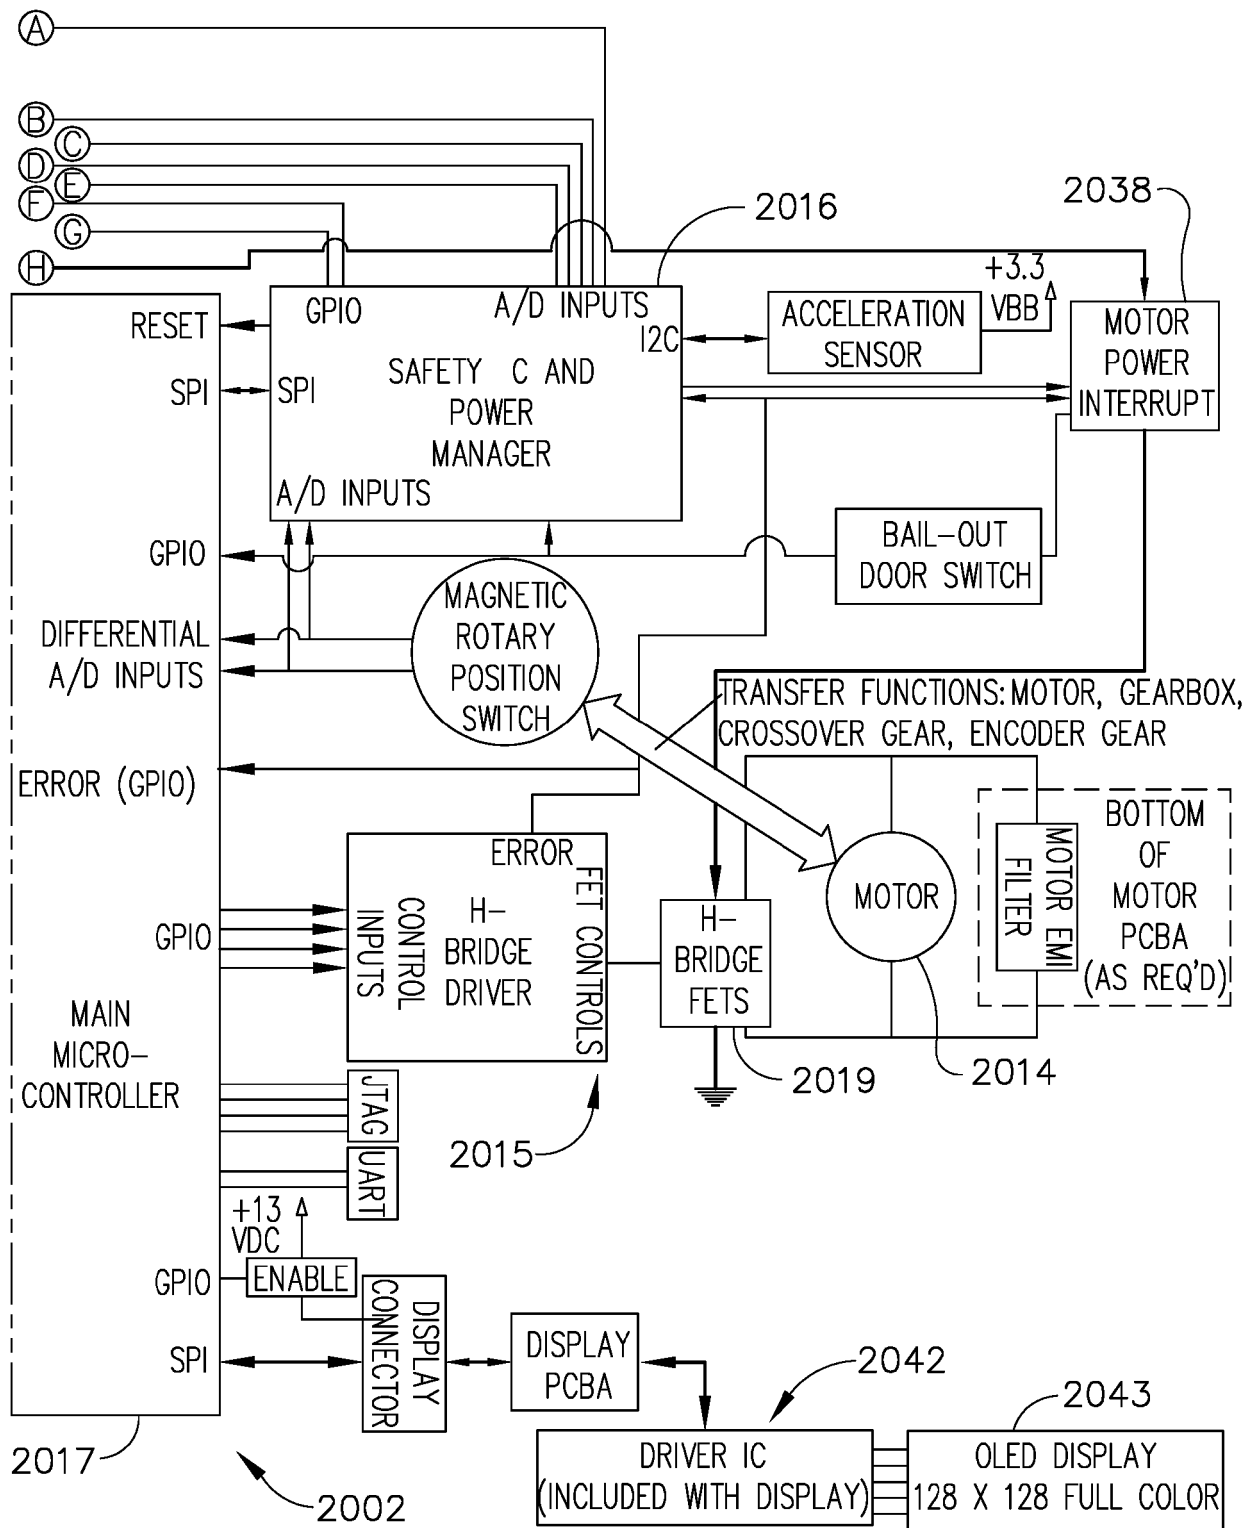 A
B
C
D
E
F
G
H
2016
2038
+3.3
VBB
RESET
GPIO
A/D INPUTS
I2C
SPI
SPI
SAFETY C AND
POWER
MANAGER
A/D INPUTS
ACCELERATION
SENSOR
MOTOR
POWER
INTERRUPT
GPIO
BAIL-OUT
DOOR SWITCH
DIFFERENTIAL
A/D INPUTS
MAGNETIC
ROTARY
POSITION
SWITCH
TRANSFER FUNCTIONS: MOTOR, GEARBOX,
CROSSOVER GEAR, ENCODER GEAR
ERROR (GPIO)
ERROR
CONTROL
INPUTS
H-
BRIDGE
DRIVER
FET CONTROLS
H-
BRIDGE
FETS
MOTOR
MOTOR EMI
FILTER
BOTTOM
OF
MOTOR
PCBA
(AS REQ'D)
GPIO
MAIN
MICRO-
CONTROLLER
2019
2014
2015
JTAG
UART
+13
VDC
GPIO
ENABLE
SPI
DISPLAY
CONNECTOR
DISPLAY
PCBA
2042
2043
DRIVER IC
(INCLUDED WITH DISPLAY)
OLED DISPLAY
128 X 128 FULL COLOR
2017
2002